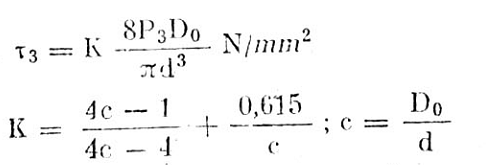 τ₃ = K 8P₃D₀ / πd³ N/mm²
K = 4c − 1 / 4c − 4 + 0,615 / c ; c = D₀ / d